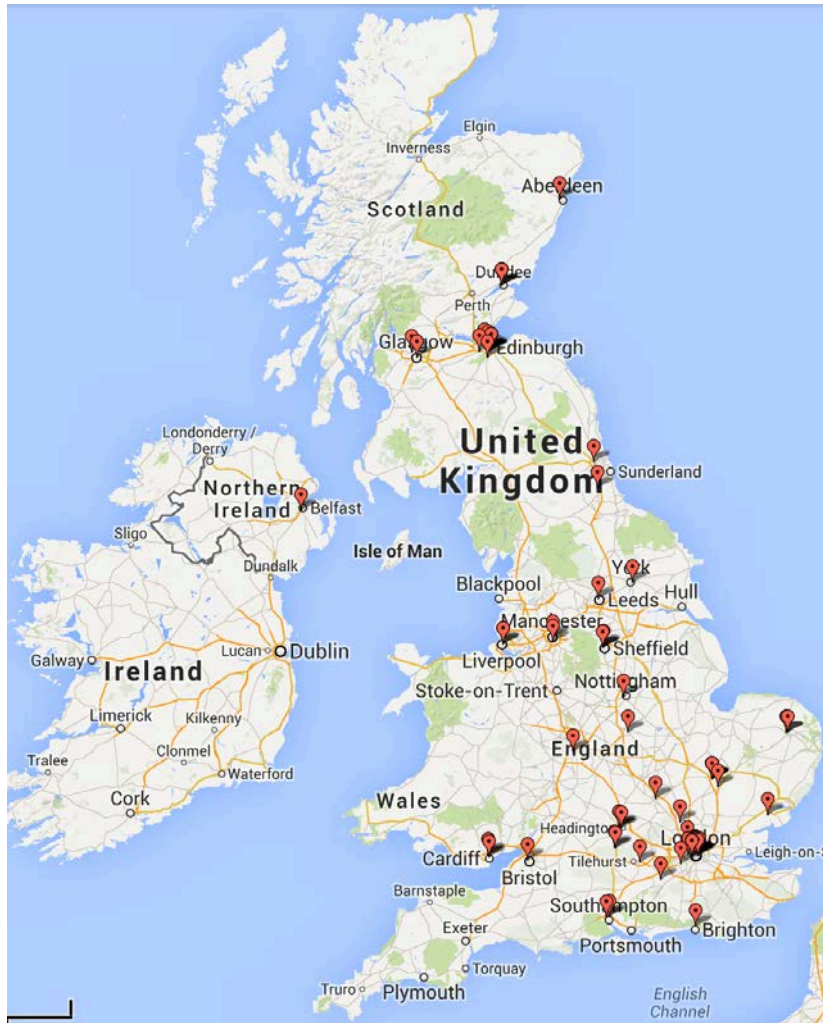 Elgin
Inverness
Aberdeen
Scotland
Dundee
Perth
Glasgow
Edinburgh
United
Kingdom
Londonderry /
Derry
Sunderland
Northern
Ireland
Belfast
Sligo
Isle of Man
York
Dundalk
Blackpool
Leeds
Hull
Manchester
Galway
Lucan
Dublin
Liverpool
Sheffield
Ireland
Nottingham
Stoke-on-Trent
Limerick
Kilkenny
England
Clonmel
Tralee
Waterford
Wales
Cork
Headington
London
Cardiff
Tilehurst
Leigh-on-S
Bristol
Barnstaple
Southampton
Exeter
Portsmouth
Brighton
Torquay
Truro
Plymouth
English
Channel